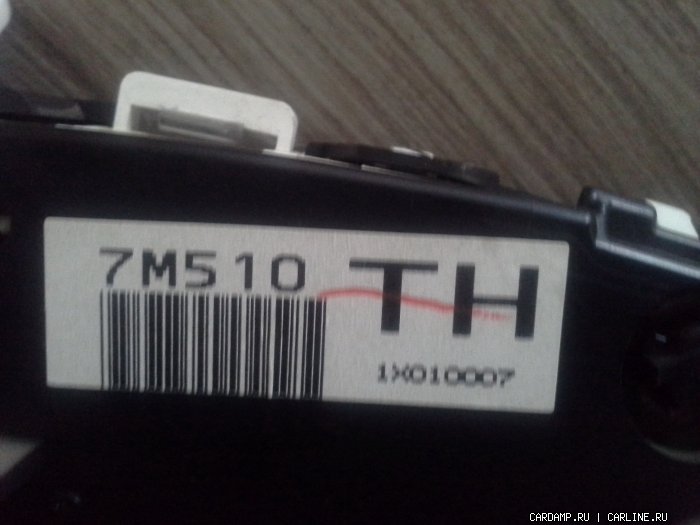 7M510 TH
1X010007
CARDAMP.RU | CARLINE.RU